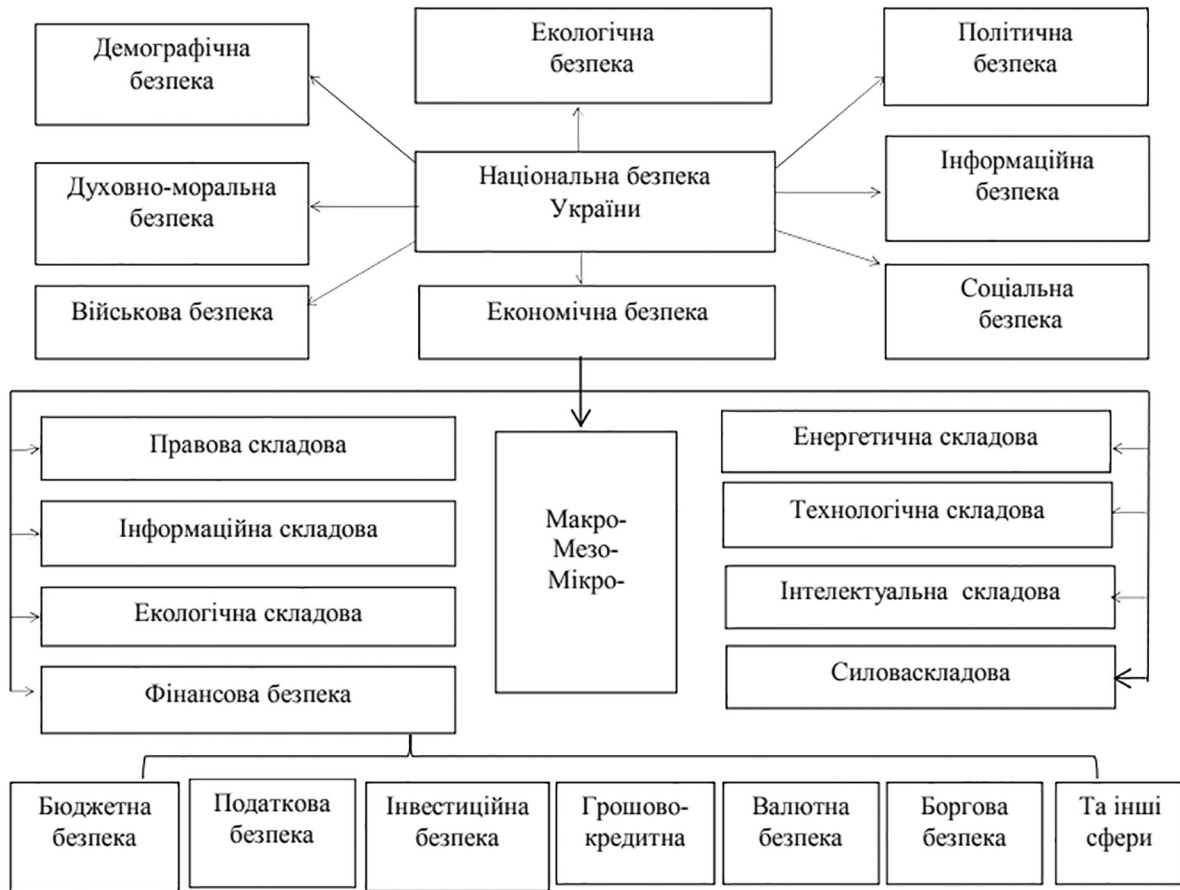 Демографічна
безпека
Екологічна
безпека
Політична
безпека
Духовно-моральна
безпека
Національна безпека
України
Інформаційна
безпека
Військова безпека
Економічна безпека
Соціальна
безпека
Правова складова
Інформаційна складова
Екологічна складова
Фінансова безпека
Макро-
Мезо-
Мікро-
Енергетична складова
Технологічна складова
Інтелектуальна складова
Силоваскладова
Бюджетна
безпека
Податкова
безпека
Інвестиційна
безпека
Грошово-
кредитна
Валютна
безпека
Боргова
безпека
Та інші
сфери